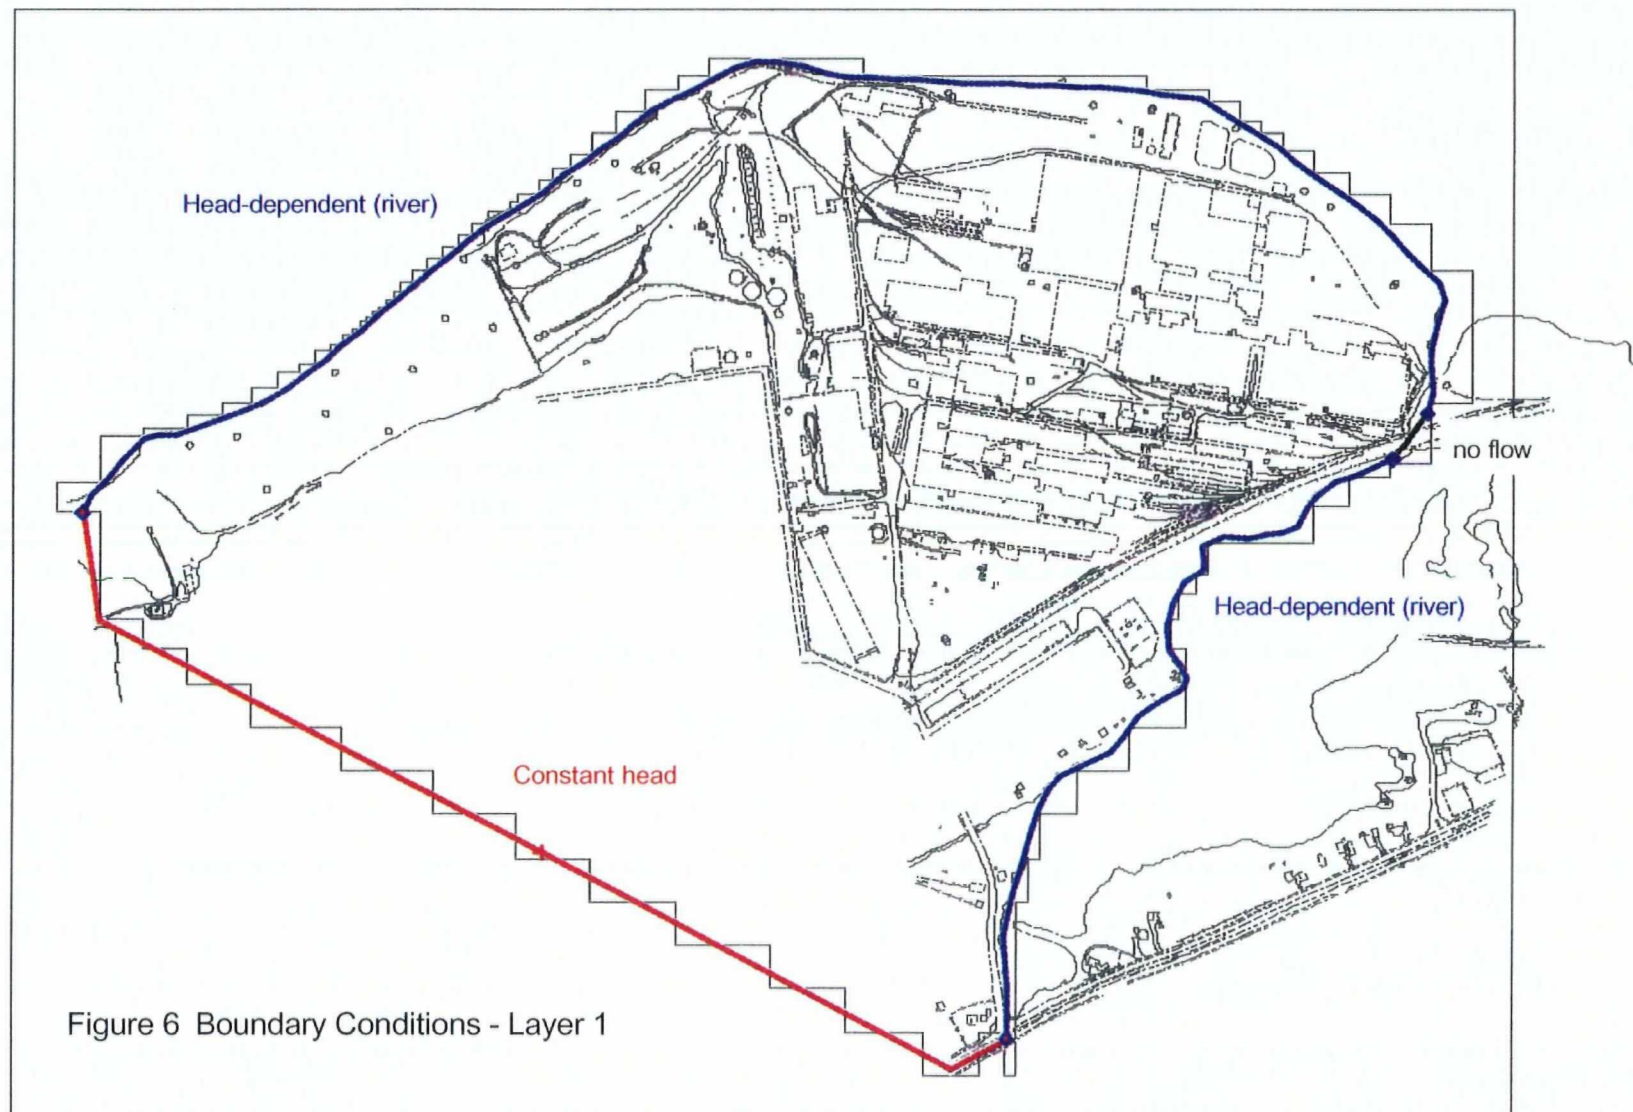 Head-dependent (river)
no flow
Head-dependent (river)
Constant head
Figure 6 Boundary Conditions - Layer 1